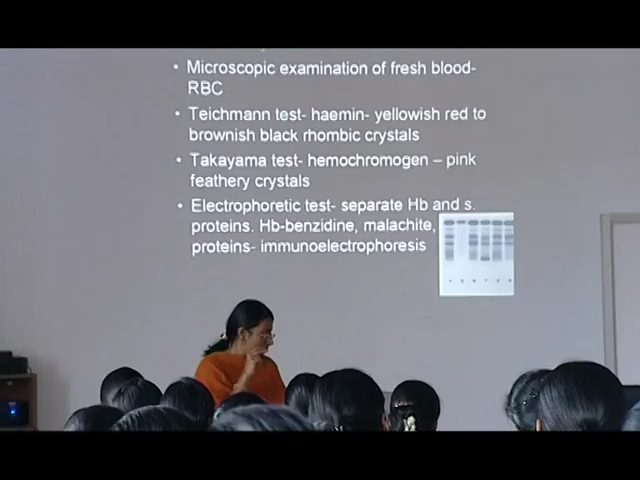 • Microscopic examination of fresh blood-
RBC
• Teichmann test- haemin- yellowish red to
brownish black rhombic crystals
• Takayama test- hemochromogen – pink
feathery crystals
• Electrophoretic test- separate Hb and s.
proteins. Hb-benzidine, malachite,
proteins- immunoelectrophoresis